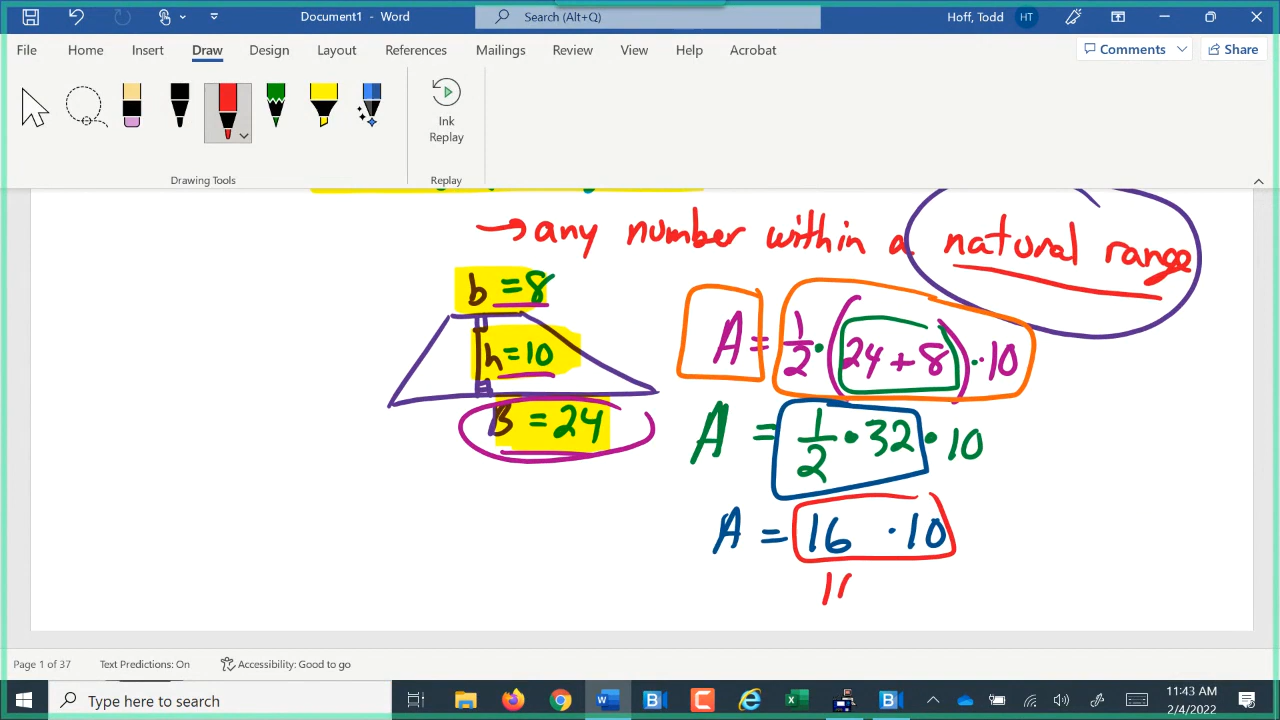 Document1 - Word
Search (Alt+Q)
Hoff, Todd
HT
File Home Insert Draw Design Layout References Mailings Review View Help Acrobat
Comments
Share
Ink
Replay
Drawing Tools
Replay
→ any number within a natural range
b = 8
h = 10
B = 24
A = 1/2 • (24 + 8) • 10
A = 1/2 • 32 • 10
A = 16 • 10
Page 1 of 37
Text Predictions: On
Accessibility: Good to go
Type here to search
11:43 AM
2/4/2022